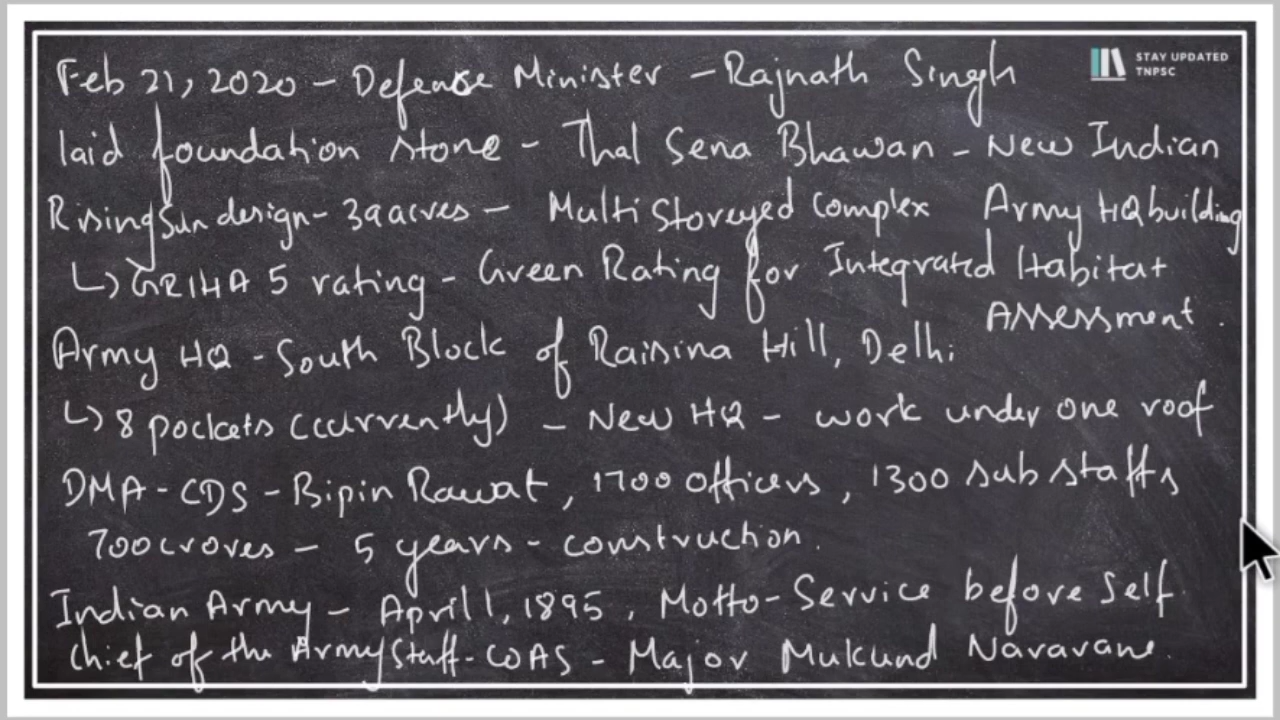 STAY UPDATED
TNPSC
Feb 21, 2020 - Defense Minister - Rajnath Singh
laid foundation stone - Thal Sena Bhawan - New Indian
Rising Sun design - 39 acres - Multi Storeyed Complex Army HQ building
↳ GRIHA 5 rating - Green Rating for Integrated Habitat
Assessment.
Army HQ - South Block of Raisina Hill, Delhi
↳ 8 pockets (currently) - New HQ - work under one roof
DMA - CDS - Bipin Rawat, 1700 officers, 1300 sub staffs
700 crores - 5 years - construction.
Indian Army - April 1, 1895, Motto - Service before Self
Chief of the Army Staff - COAS - Major Mukund Naravane.